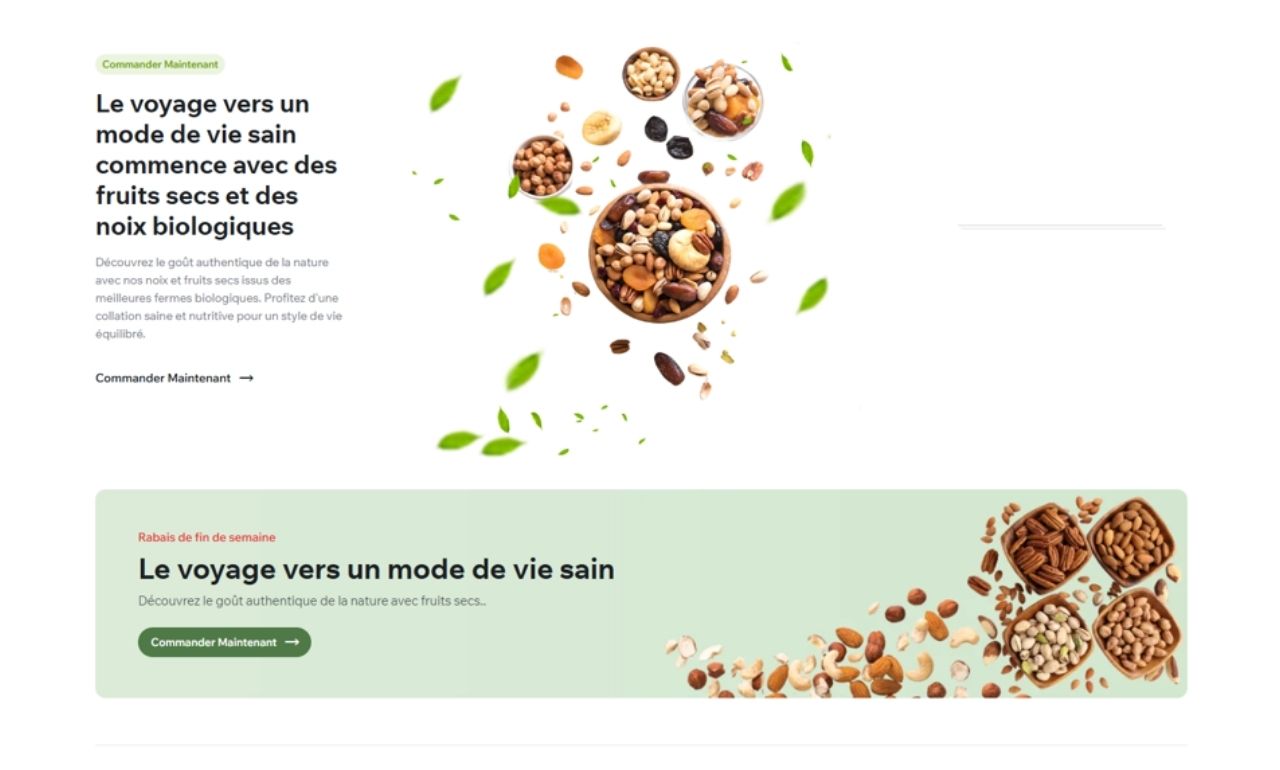 Commander Maintenant
Le voyage vers un
mode de vie sain
commence avec des
fruits secs et des
noix biologiques
Découvrez le goût authentique de la nature
avec nos noix et fruits secs issus des
meilleures fermes biologiques. Profitez d'une
collation saine et nutritive pour un style de vie
équilibré.
Commander Maintenant
Rabais de fin de semaine
Le voyage vers un mode de vie sain
Découvrez le goût authentique de la nature avec fruits secs..
Commander Maintenant